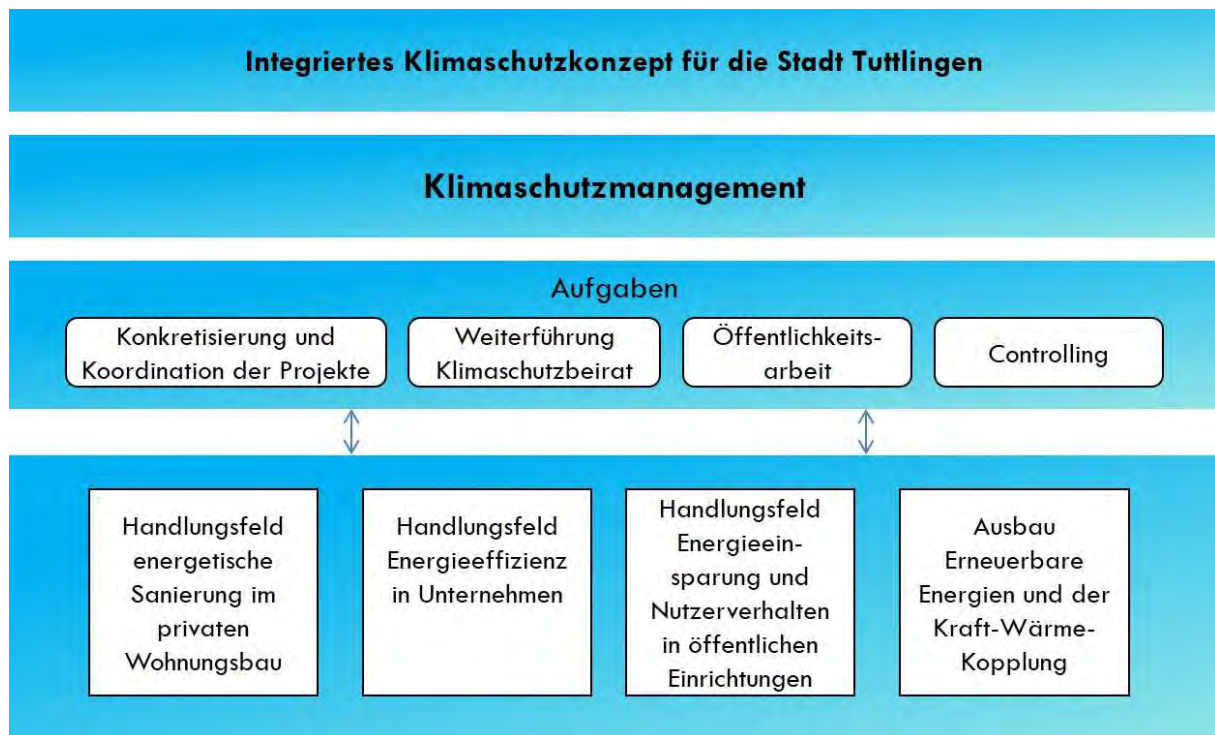 Integriertes Klimaschutzkonzept für die Stadt Tuttlingen
Klimaschutzmanagement
Aufgaben
Konkretisierung und
Koordination der Projekte
Weiterführung
Klimaschutzbeirat
Öffentlichkeits-
arbeit
Controlling
Handlungsfeld
energetische
Sanierung im
privaten
Wohnungsbau
Handlungsfeld
Energieeffizienz
in Unternehmen
Handlungsfeld
Energieein-
sparung und
Nutzerverhalten
in öffentlichen
Einrichtungen
Ausbau
Erneuerbare
Energien und der
Kraft-Wärme-
Kopplung